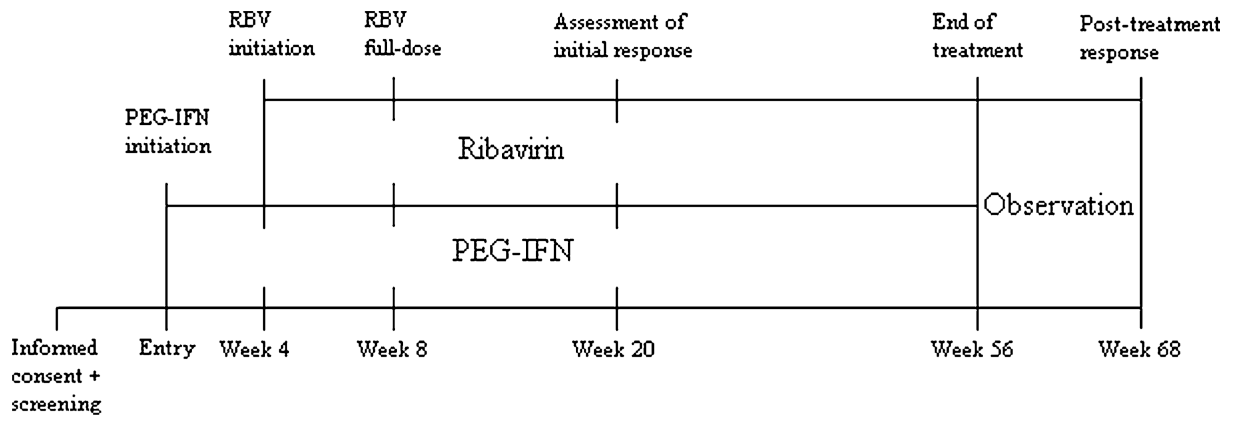 RBV
initiation
RBV
full-dose
Assessment of
initial response
End of
treatment
Post-treatment
response
PEG-IFN
initiation
Ribavirin
Observation
PEG-IFN
Informed
consent +
screening
Entry
Week 4
Week 8
Week 20
Week 56
Week 68